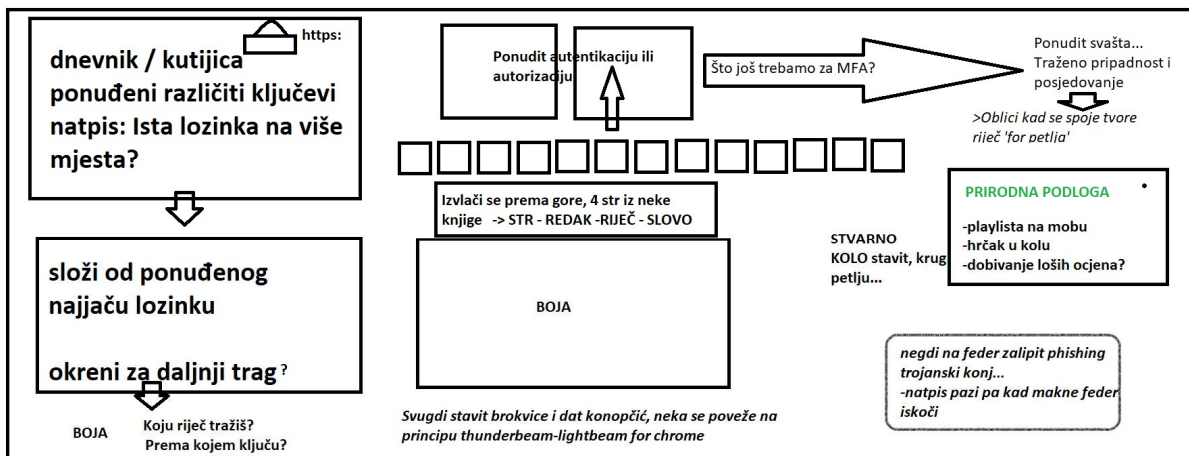 https:
dnevnik / kutijica
ponuđeni različiti ključevi
natpis: Ista lozinka na više
mjesta?
složi od ponuđenog
najjaču lozinku
okreni za daljnji trag ?
BOJA
Koju riječ tražiš?
Prema kojem ključu?
Ponudit autentikaciju ili
autorizaciju
Što još trebamo za MFA?
Ponudit svašta...
Traženo pripadnost i
posjedovanje
>Oblici kad se spoje tvore
riječ 'for petlja'
Izvlači se prema gore, 4 str iz neke
knjige -> STR - REDAK -RIJEČ - SLOVO
BOJA
Svugdi stavit brokvice i dat konopčić, neka se poveže na
principu thunderbeam-lightbeam for chrome
STVARNO
KOLO stavit, krug
petlju...
PRIRODNA PODLOGA
-playlista na mobu
-hrčak u kolu
-dobivanje loših ocjena?
negdi na feder zalipit phishing
trojanski konj...
-natpis pazi pa kad makne feder
iskoči